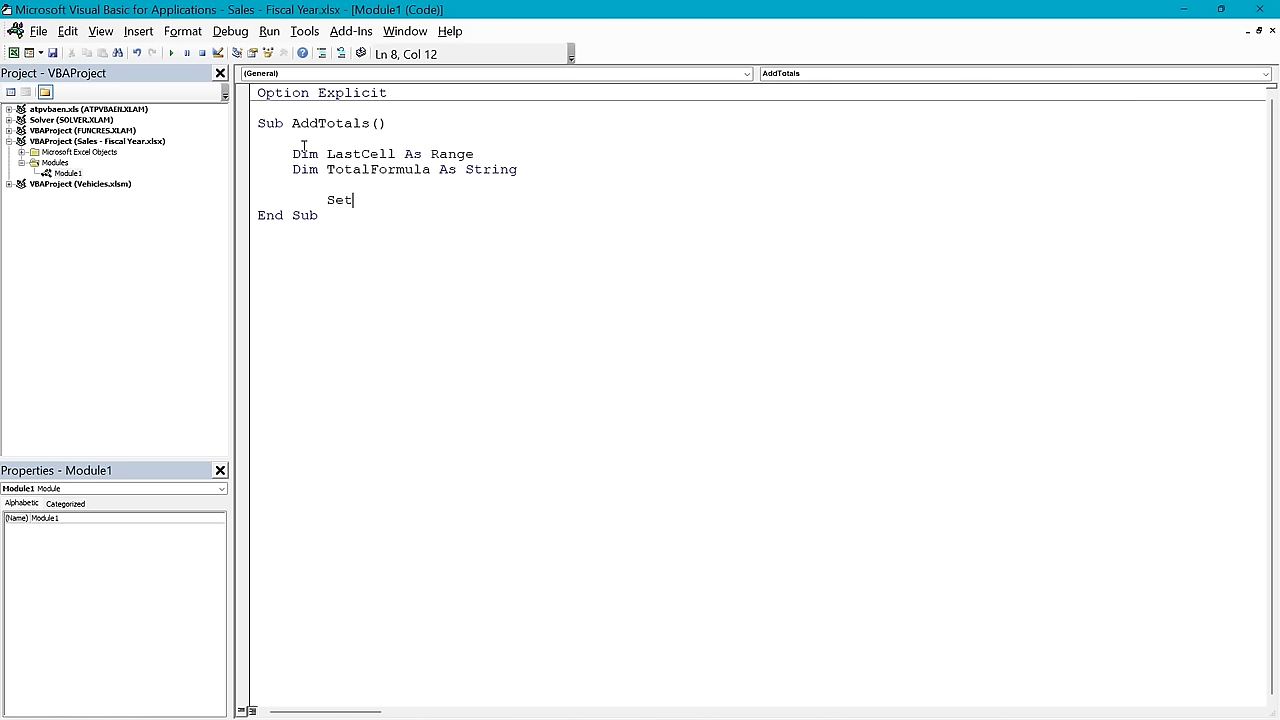 Microsoft Visual Basic for Applications - Sales - Fiscal Year.xlsx - [Module1 (Code)]
File Edit View Insert Format Debug Run Tools Add-Ins Window Help
Ln 8, Col 12
Project - VBAProject
atpvbaen.xls (ATPVBAEN.XLAM)
Solver (SOLVER.XLAM)
VBAProject (FUNCRES.XLAM)
VBAProject (Sales - Fiscal Year.xlsx)
Microsoft Excel Objects
Modules
Module1
VBAProject (Vehicles.xlsm)
Properties - Module1
Module1 Module
Alphabetic Categorized
(Name) Module1
(General) AddTotals
Option Explicit
Sub AddTotals()
Dim LastCell As Range
Dim TotalFormula As String
Set
End Sub